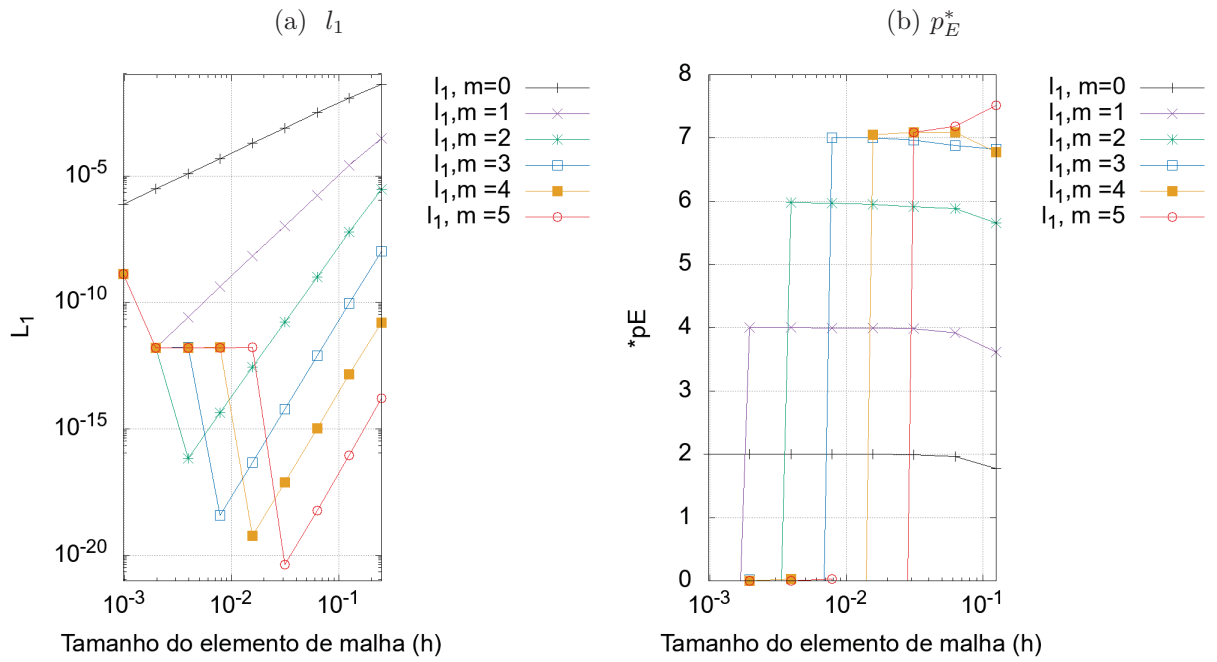 (a) l₁
10⁻⁵
10⁻¹⁰
10⁻¹⁵
10⁻²⁰
L₁
10⁻³ 10⁻² 10⁻¹
Tamanho do elemento de malha (h)
l₁, m=0
l₁,m =1
l₁,m =2
l₁,m =3
l₁,m =4
l₁, m =5
(b) p*_E
8
7
6
5
4
3
2
1
0
*pE
10⁻³ 10⁻² 10⁻¹
Tamanho do elemento de malha (h)
l₁, m=0
l₁,m =1
l₁,m =2
l₁,m =3
l₁,m =4
l₁, m =5